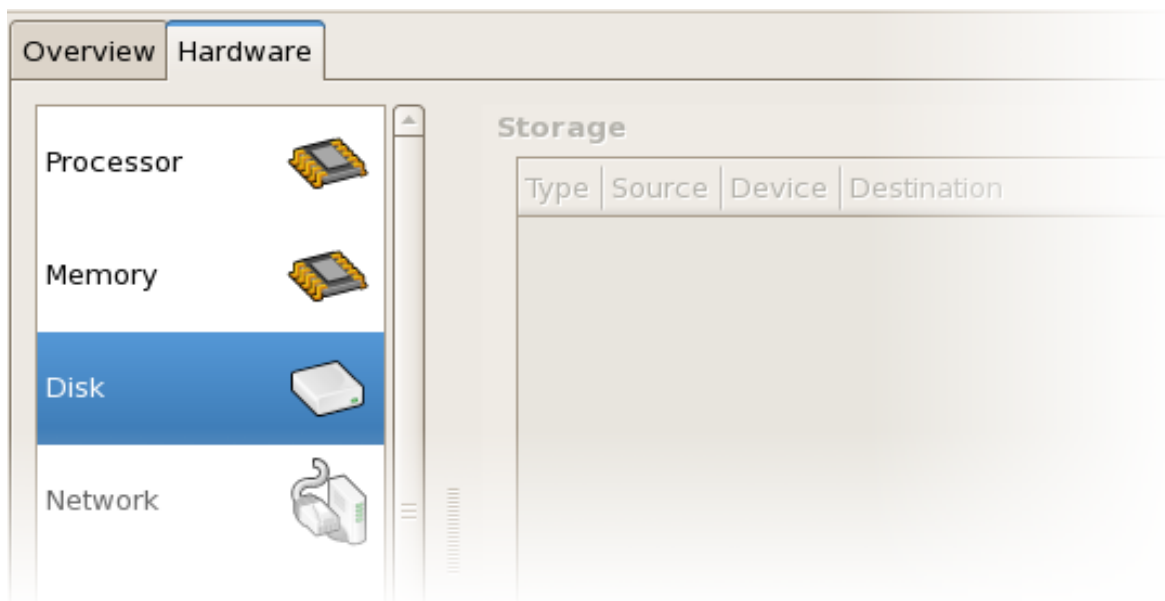 Overview Hardware
Processor
Memory
Disk
Network
Storage
Type Source Device Destination